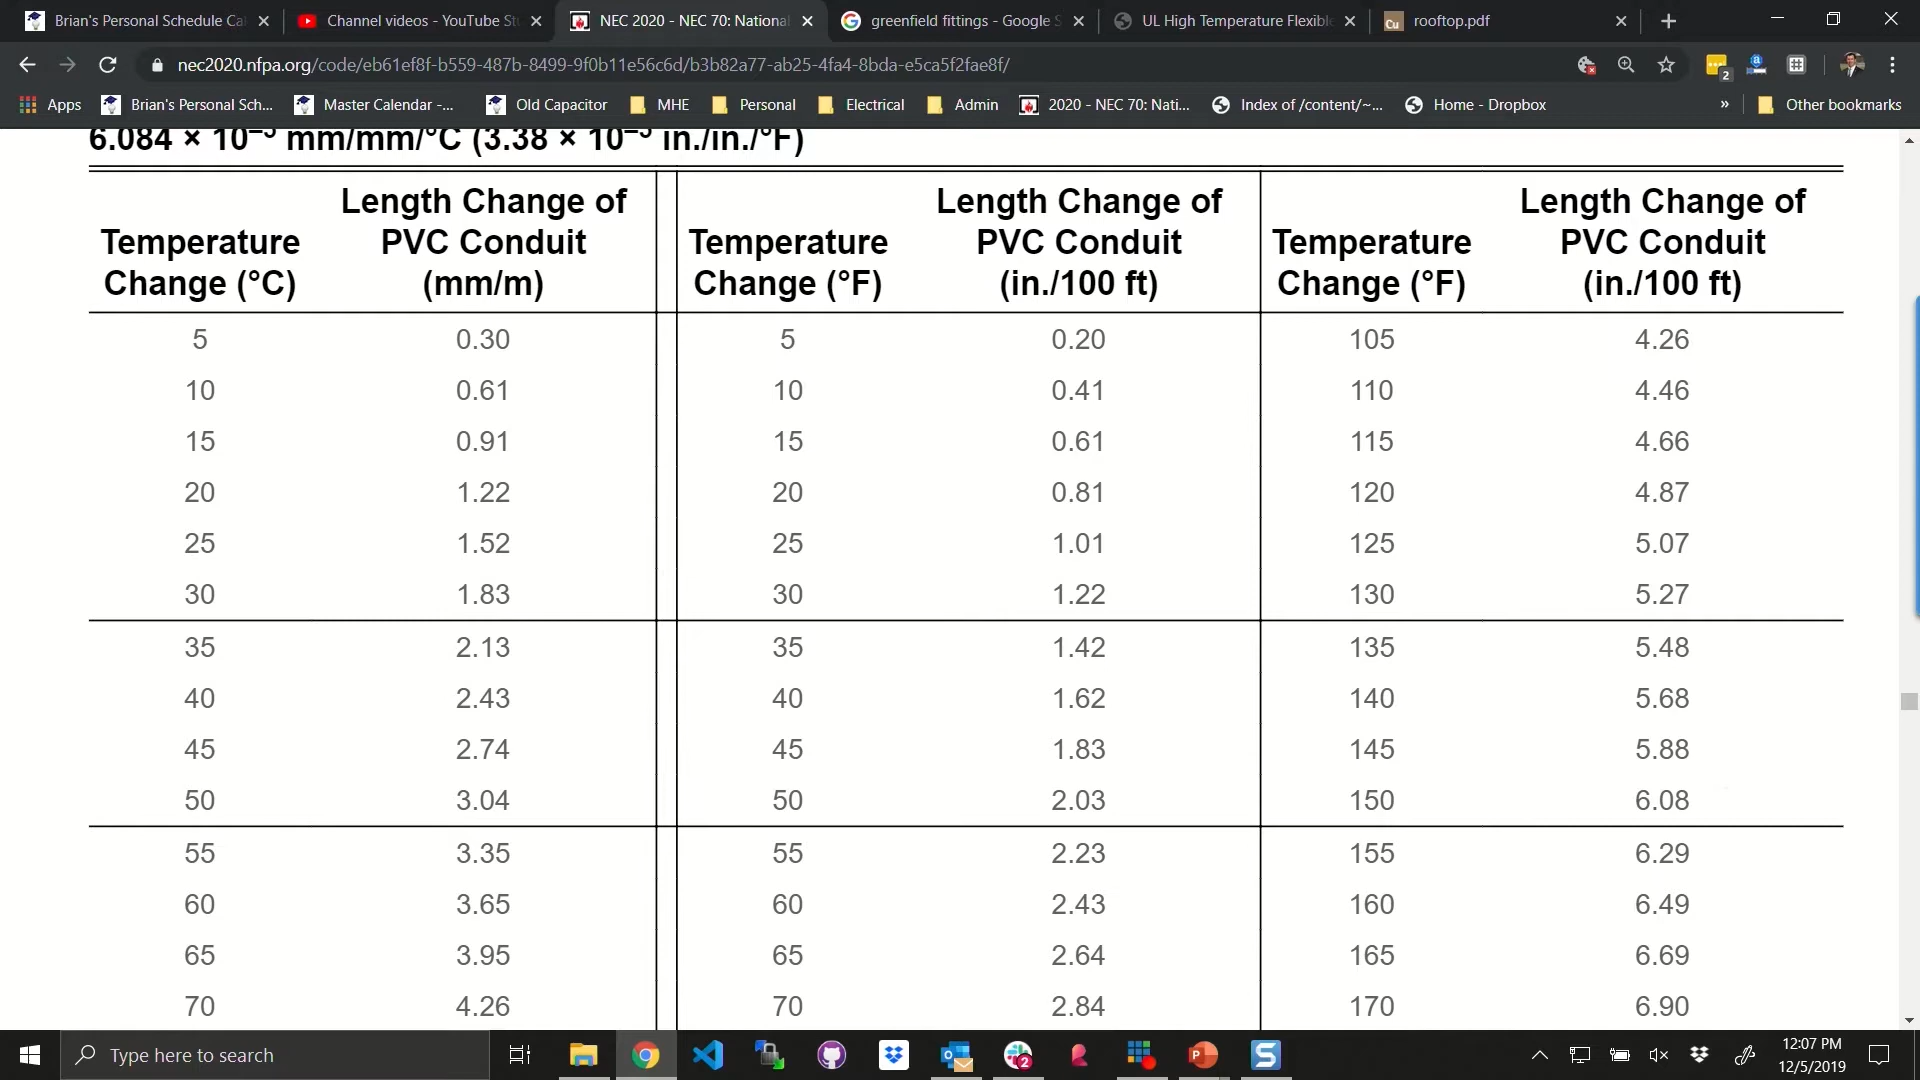 Brian's Personal Schedule Ca
Channel videos - YouTube St
NEC 2020 - NEC 70: National
greenfield fittings - Google S
UL High Temperature Flexible
Cu rooftop.pdf
nec2020.nfpa.org/code/eb61ef8f-b559-487b-8499-9f0b11e56c6d/b3b82a77-ab25-4fa4-8bda-e5ca5f2fae8f/
2
Apps Brian's Personal Sch... Master Calendar -... Old Capacitor MHE Personal Electrical Admin 2020 - NEC 70: Nati... Index of /content/~... Home - Dropbox » Other bookmarks
6.084 × 10⁻⁵ mm/mm/°C (3.38 × 10⁻⁵ in./in./°F)
Temperature Change (°C) Length Change of PVC Conduit (mm/m) Temperature Change (°F) Length Change of PVC Conduit (in./100 ft) Temperature Change (°F) Length Change of PVC Conduit (in./100 ft)
5 0.30 5 0.20 105 4.26
10 0.61 10 0.41 110 4.46
15 0.91 15 0.61 115 4.66
20 1.22 20 0.81 120 4.87
25 1.52 25 1.01 125 5.07
30 1.83 30 1.22 130 5.27
35 2.13 35 1.42 135 5.48
40 2.43 40 1.62 140 5.68
45 2.74 45 1.83 145 5.88
50 3.04 50 2.03 150 6.08
55 3.35 55 2.23 155 6.29
60 3.65 60 2.43 160 6.49
65 3.95 65 2.64 165 6.69
70 4.26 70 2.84 170 6.90
Type here to search
2
12:07 PM
12/5/2019